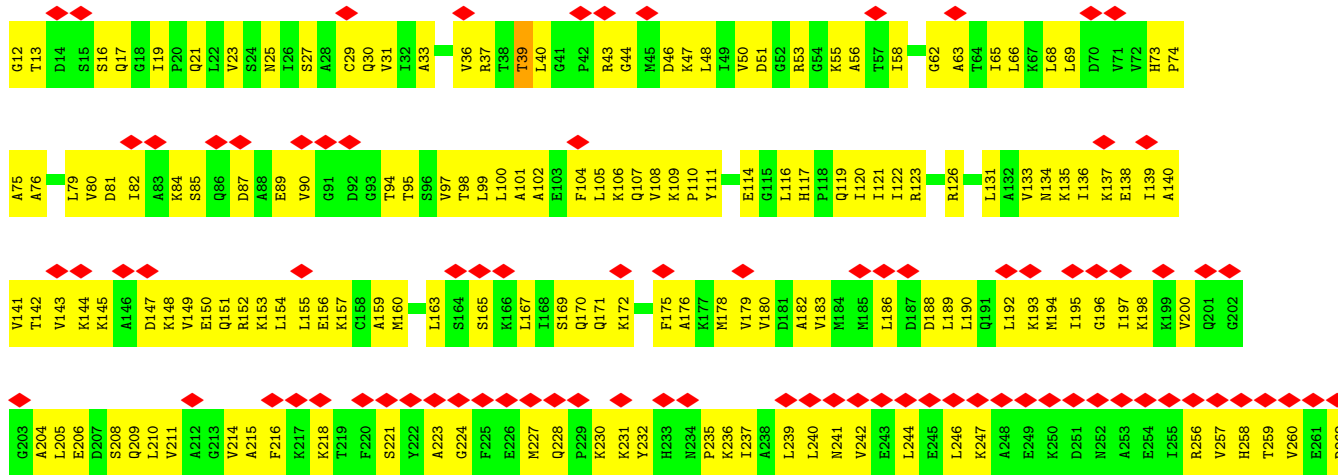 G12 T13 D14 S15 S16 Q17 G18 I19 P20 Q21 L22 V23 S24 N25 I26 S27 A28 C29 Q30 V31 I32 A33 V36 R37 T38 T39 L40 G41 P42 R43 G44 M45 D46 K47 L48 I49 V50 D51 G52 R53 G54 K55 A56 T57 I58 G62 A63 T64 I65 L66 K67 L68 L69 D70 V71 V72 H73 P74
A75 A76 L79 V80 D81 I82 A83 K84 S85 Q86 D87 A88 E89 V90 G91 D92 G93 T94 T95 S96 V97 T98 L99 L100 A101 A102 E103 F104 L105 K106 Q107 V108 K109 P110 Y111 E114 G115 L116 H117 P118 Q119 I120 I121 I122 R123 R126 L131 A132 V133 N134 K135 I136 K137 E138 I139 A140
V141 T142 V143 K144 K145 A146 D147 K148 V149 E150 Q151 R152 K153 L154 L155 E156 K157 C158 A159 M160 L163 S164 S165 K166 L167 I168 S169 Q170 Q171 K172 F175 A176 K177 M178 V179 V180 D181 A182 V183 M184 M185 L186 D187 D188 L189 L190 Q191 L192 K193 M194 I195 G196 I197 K198 K199 V200 Q201 G202
G203 A204 L205 E206 D207 S208 Q209 L210 V211 A212 G213 V214 A215 F216 K217 K218 T219 F220 S221 Y222 A223 G224 F225 E226 M227 Q228 P229 K230 K231 Y232 H233 N234 P235 K236 I237 A238 L239 L240 N241 V242 E243 L244 E245 L246 K247 A248 E249 K250 D251 N252 A253 E254 I255 R256 V257 H258 T259 V260 E261